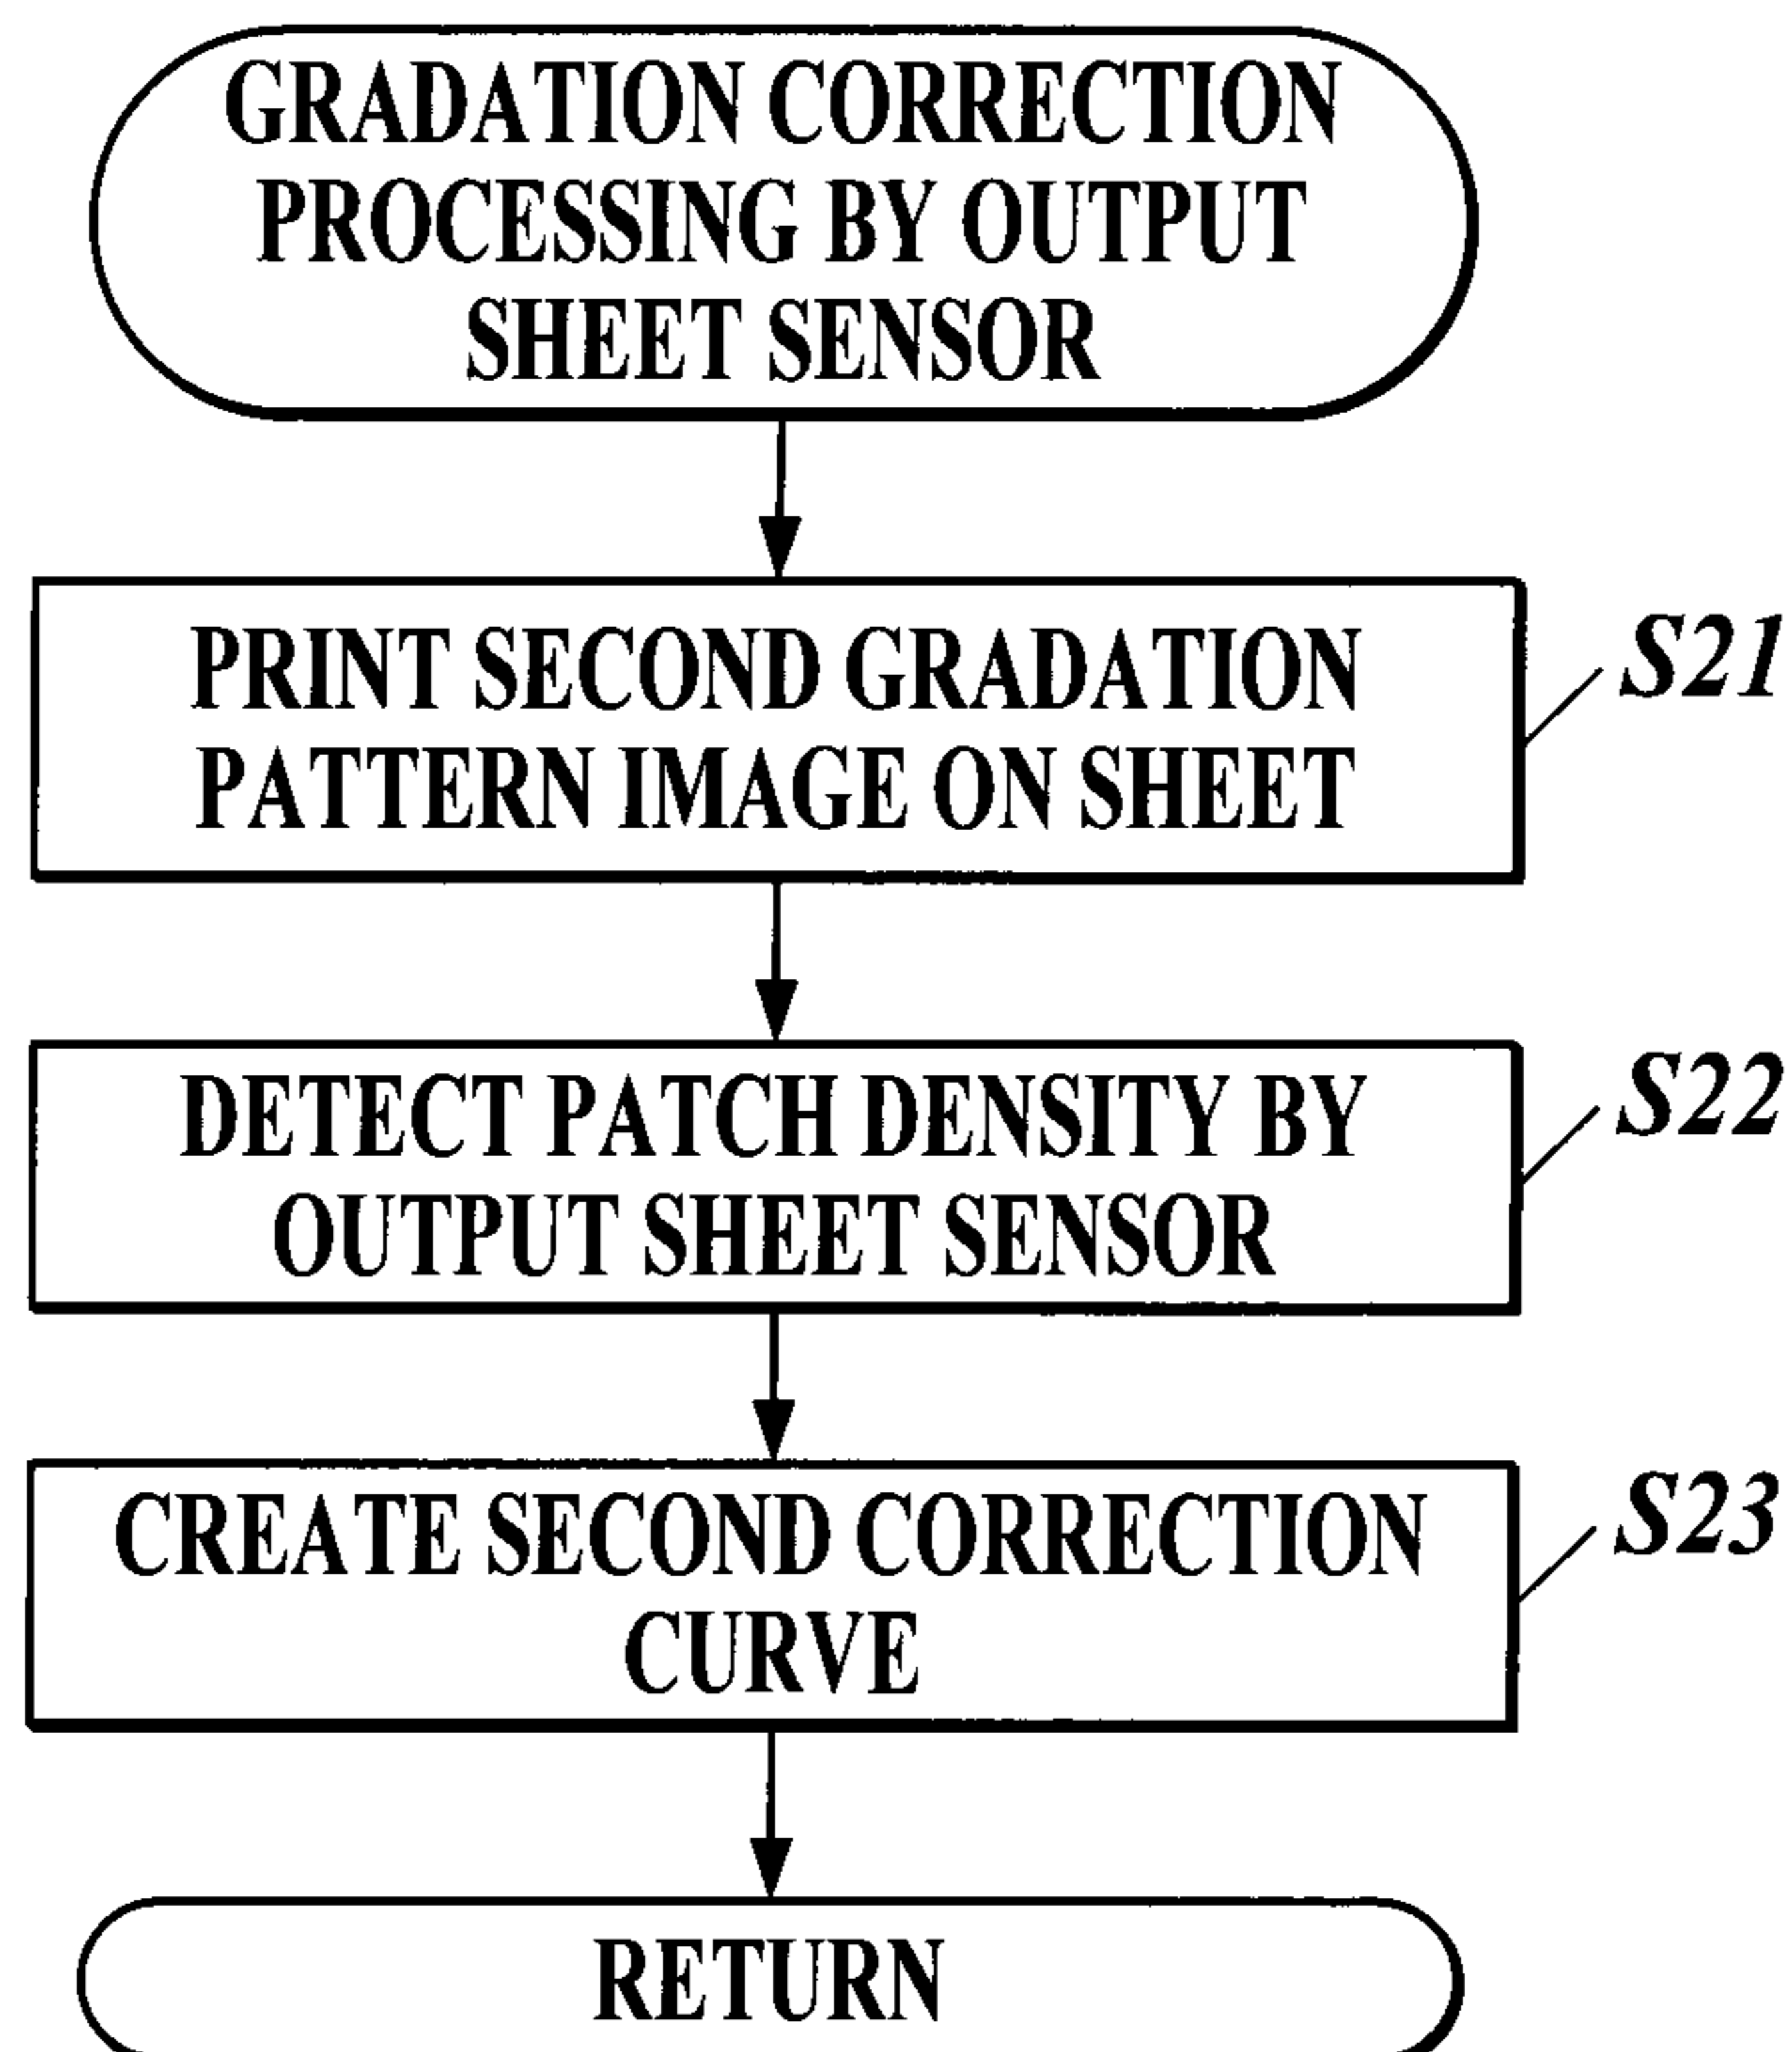 GRADATION CORRECTION
PROCESSING BY OUTPUT
SHEET SENSOR
PRINT SECOND GRADATION
PATTERN IMAGE ON SHEET
S21
DETECT PATCH DENSITY BY
OUTPUT SHEET SENSOR
S22
CREATE SECOND CORRECTION
CURVE
S23
RETURN